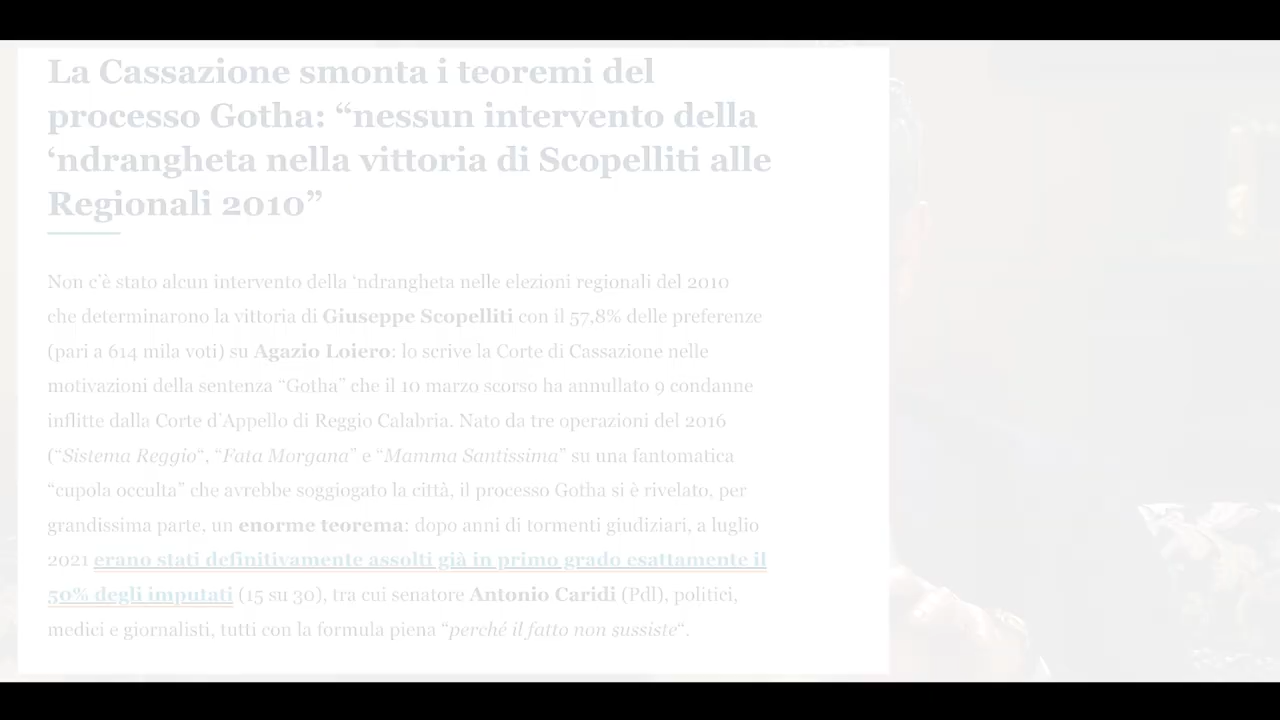 La Cassazione smonta i teoremi del
processo Gotha: “nessun intervento della
‘ndrangheta nella vittoria di Scopelliti alle
Regionali 2010”
Non c’è stato alcun intervento della ‘ndrangheta nelle elezioni regionali del 2010
che determinarono la vittoria di Giuseppe Scopelliti con il 57,8% delle preferenze
(pari a 614 mila voti) su Agazio Loiero: lo scrive la Corte di Cassazione nelle
motivazioni della sentenza “Gotha” che il 10 marzo scorso ha annullato 9 condanne
inflitte dalla Corte d’Appello di Reggio Calabria. Nato da tre operazioni del 2016
(“Sistema Reggio“, “Fata Morgana” e “Mamma Santissima” su una fantomatica
“cupola occulta” che avrebbe soggiogato la città, il processo Gotha si è rivelato, per
grandissima parte, un enorme teorema: dopo anni di tormenti giudiziari, a luglio
2021 erano stati definitivamente assolti già in primo grado esattamente il
50% degli imputati (15 su 30), tra cui senatore Antonio Caridi (Pdl), politici,
medici e giornalisti, tutti con la formula piena “perché il fatto non sussiste“.